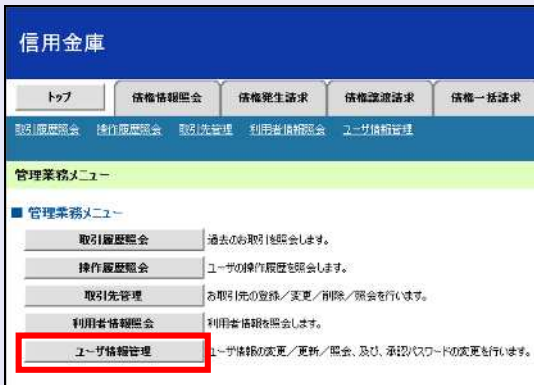 信用金庫
トップ 債権情報照会 債権発生請求 債権譲渡請求 債権一括請求
取引履歴照会 操作履歴照会 取引先管理 利用者情報照会 ユーザ情報管理
管理業務メニュー
■ 管理業務メニュー
取引履歴照会 過去のお取引を照会します。
操作履歴照会 ユーザの操作履歴を照会します。
取引先管理 お取引先の登録／変更／削除／照会を行います。
利用者情報照会 利用者情報を照会します。
ユーザ情報管理 ユーザ情報の変更／更新／照会、及び、承認パスワードの変更を行います。